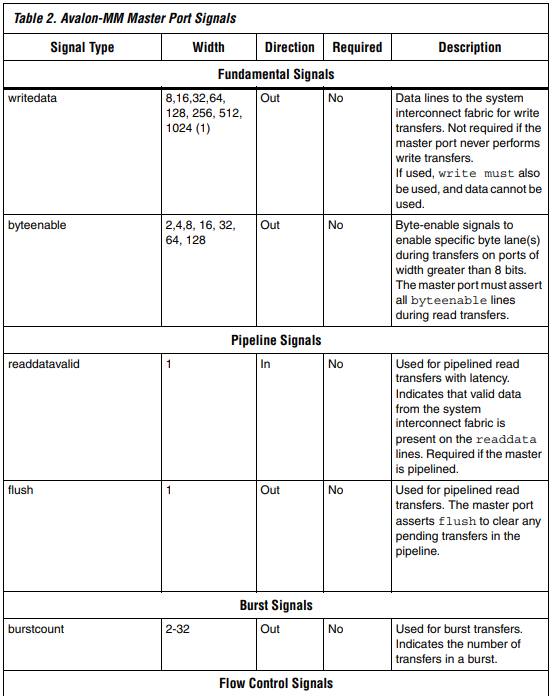 Table 2. Avalon-MM Master Port Signals
Signal Type Width Direction Required Description
Fundamental Signals
writedata 8,16,32,64, Out No Data lines to the system
128, 256, 512, interconnect fabric for write
1024 (1) transfers. Not required if the
master port never performs
write transfers.
If used, write must also
be used, and data cannot be
used.
byteenable 2,4,8, 16, 32, Out No Byte-enable signals to
64, 128 enable specific byte lane(s)
during transfers on ports of
width greater than 8 bits.
The master port must assert
all byteenable lines
during read transfers.
Pipeline Signals
readdatavalid 1 In No Used for pipelined read
transfers with latency.
Indicates that valid data
from the system
interconnect fabric is
present on the readdata
lines. Required if the master
is pipelined.
flush 1 Out No Used for pipelined read
transfers. The master port
asserts flush to clear any
pending transfers in the
pipeline.
Burst Signals
burstcount 2-32 Out No Used for burst transfers.
Indicates the number of
transfers in a burst.
Flow Control Signals